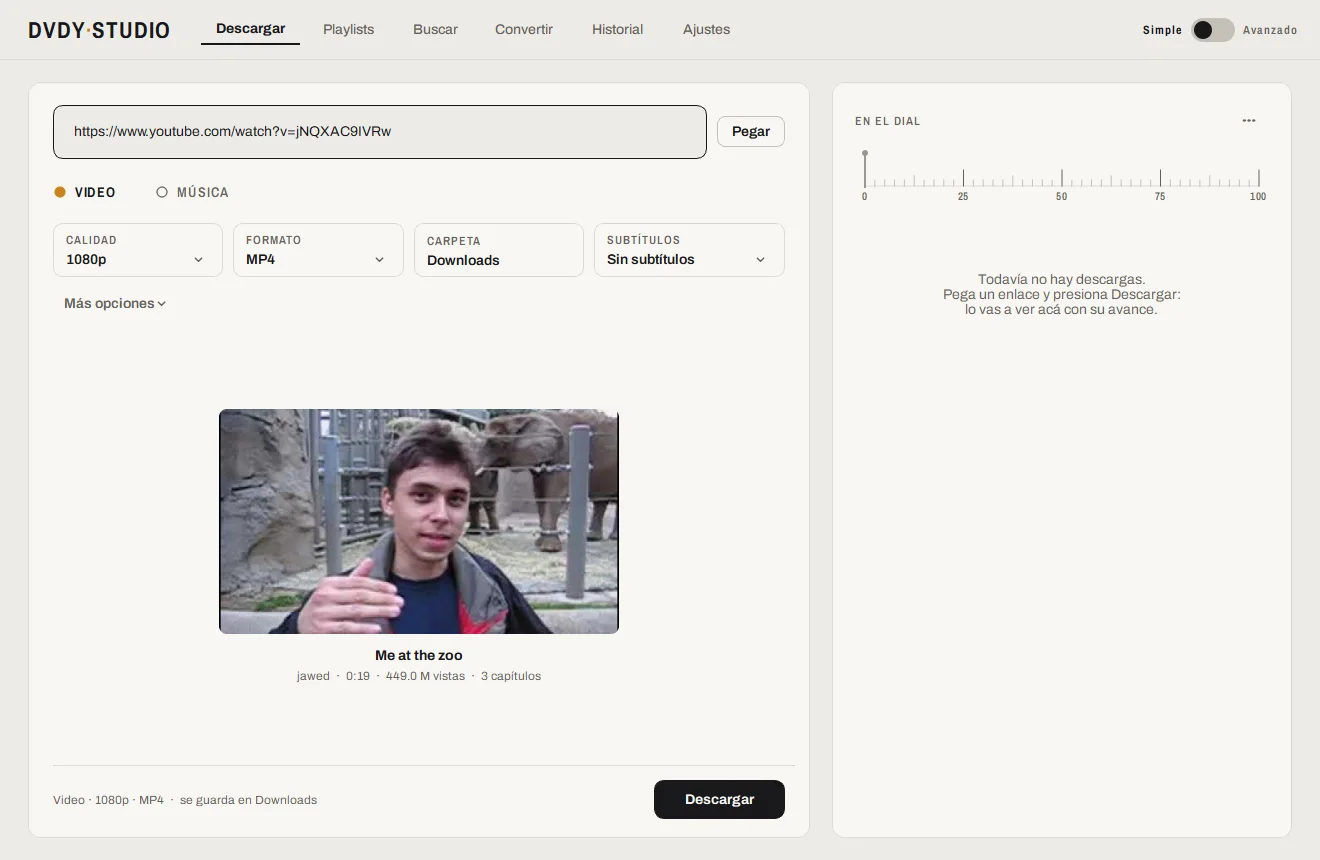 DVDY·STUDIO
Descargar
Playlists
Buscar
Convertir
Historial
Ajustes
Simple
Avanzado
https://www.youtube.com/watch?v=jNQXAC9IVRw
Pegar
VIDEO
MÚSICA
CALIDAD
1080p
FORMATO
MP4
CARPETA
Downloads
SUBTÍTULOS
Sin subtítulos
Más opciones
Me at the zoo
jawed · 0:19 · 449.0 M vistas · 3 capítulos
Video · 1080p · MP4 · se guarda en Downloads
Descargar
EN EL DIAL
0 25 50 75 100
Todavía no hay descargas.
Pega un enlace y presiona Descargar:
lo vas a ver acá con su avance.